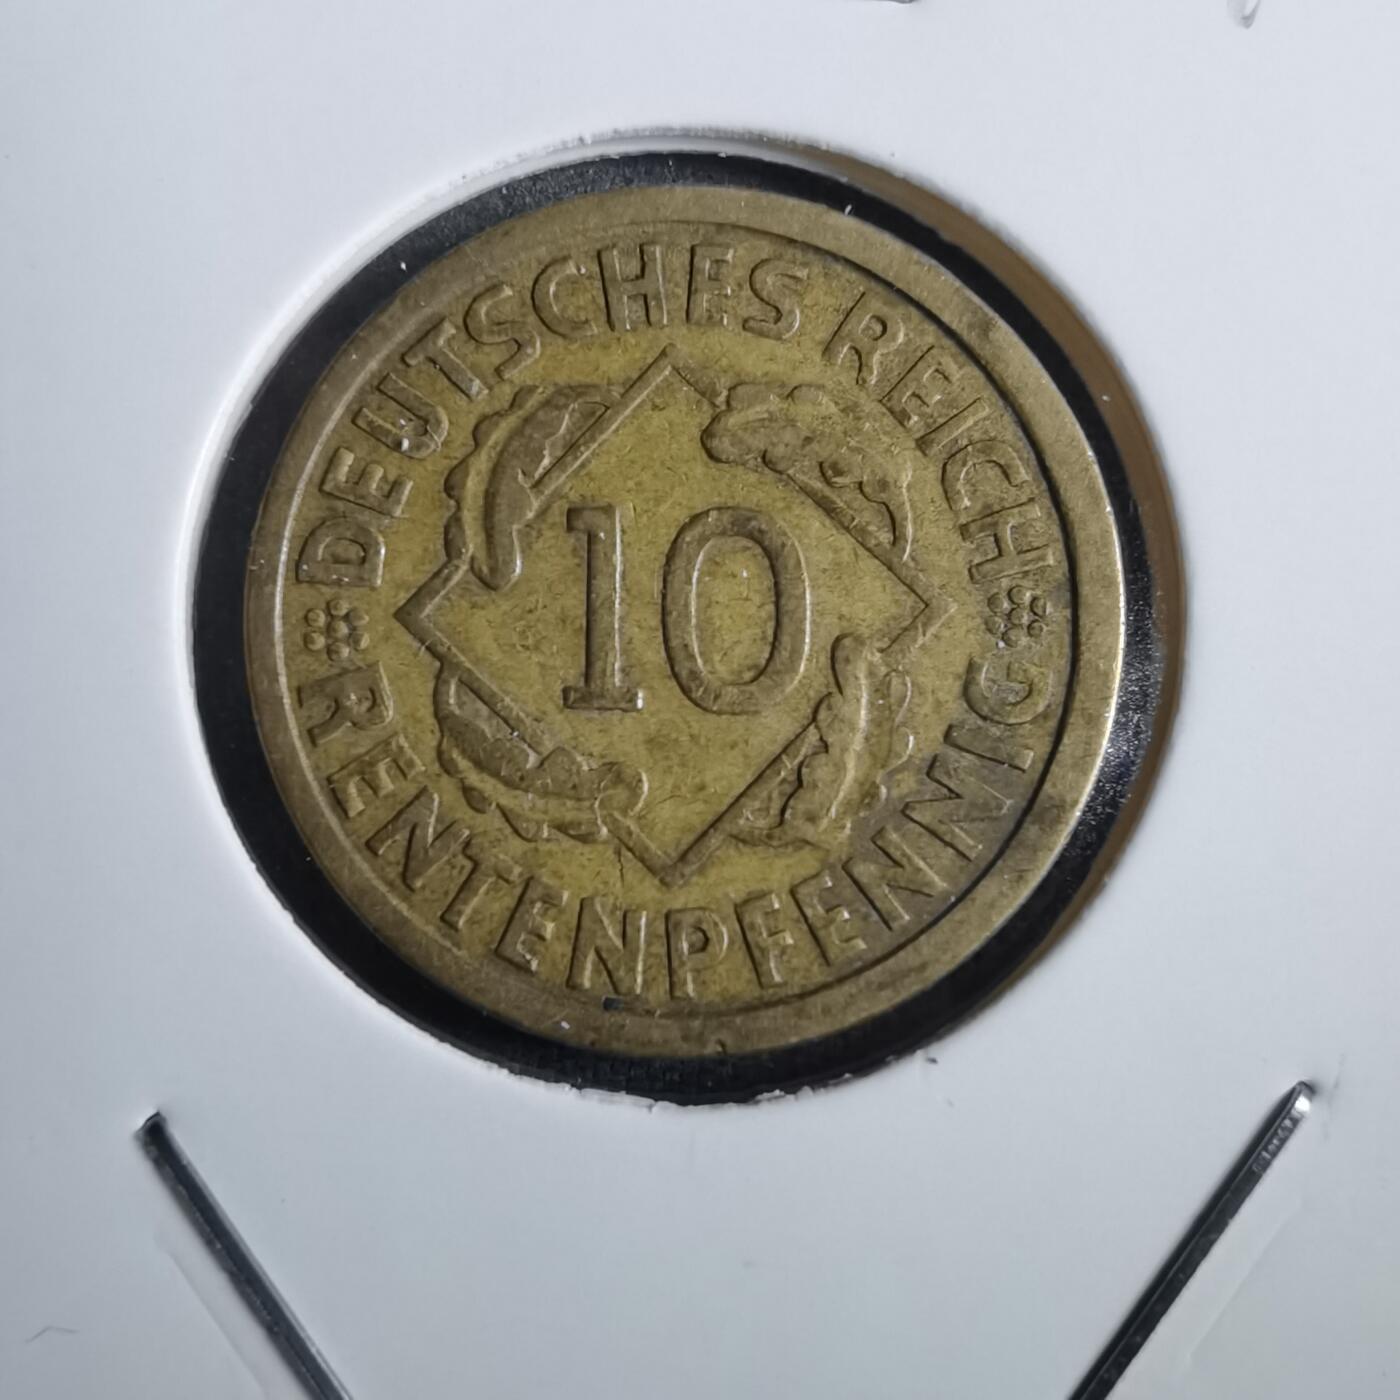 DEUTSCHES REICH
10
RENTENPFENNIG